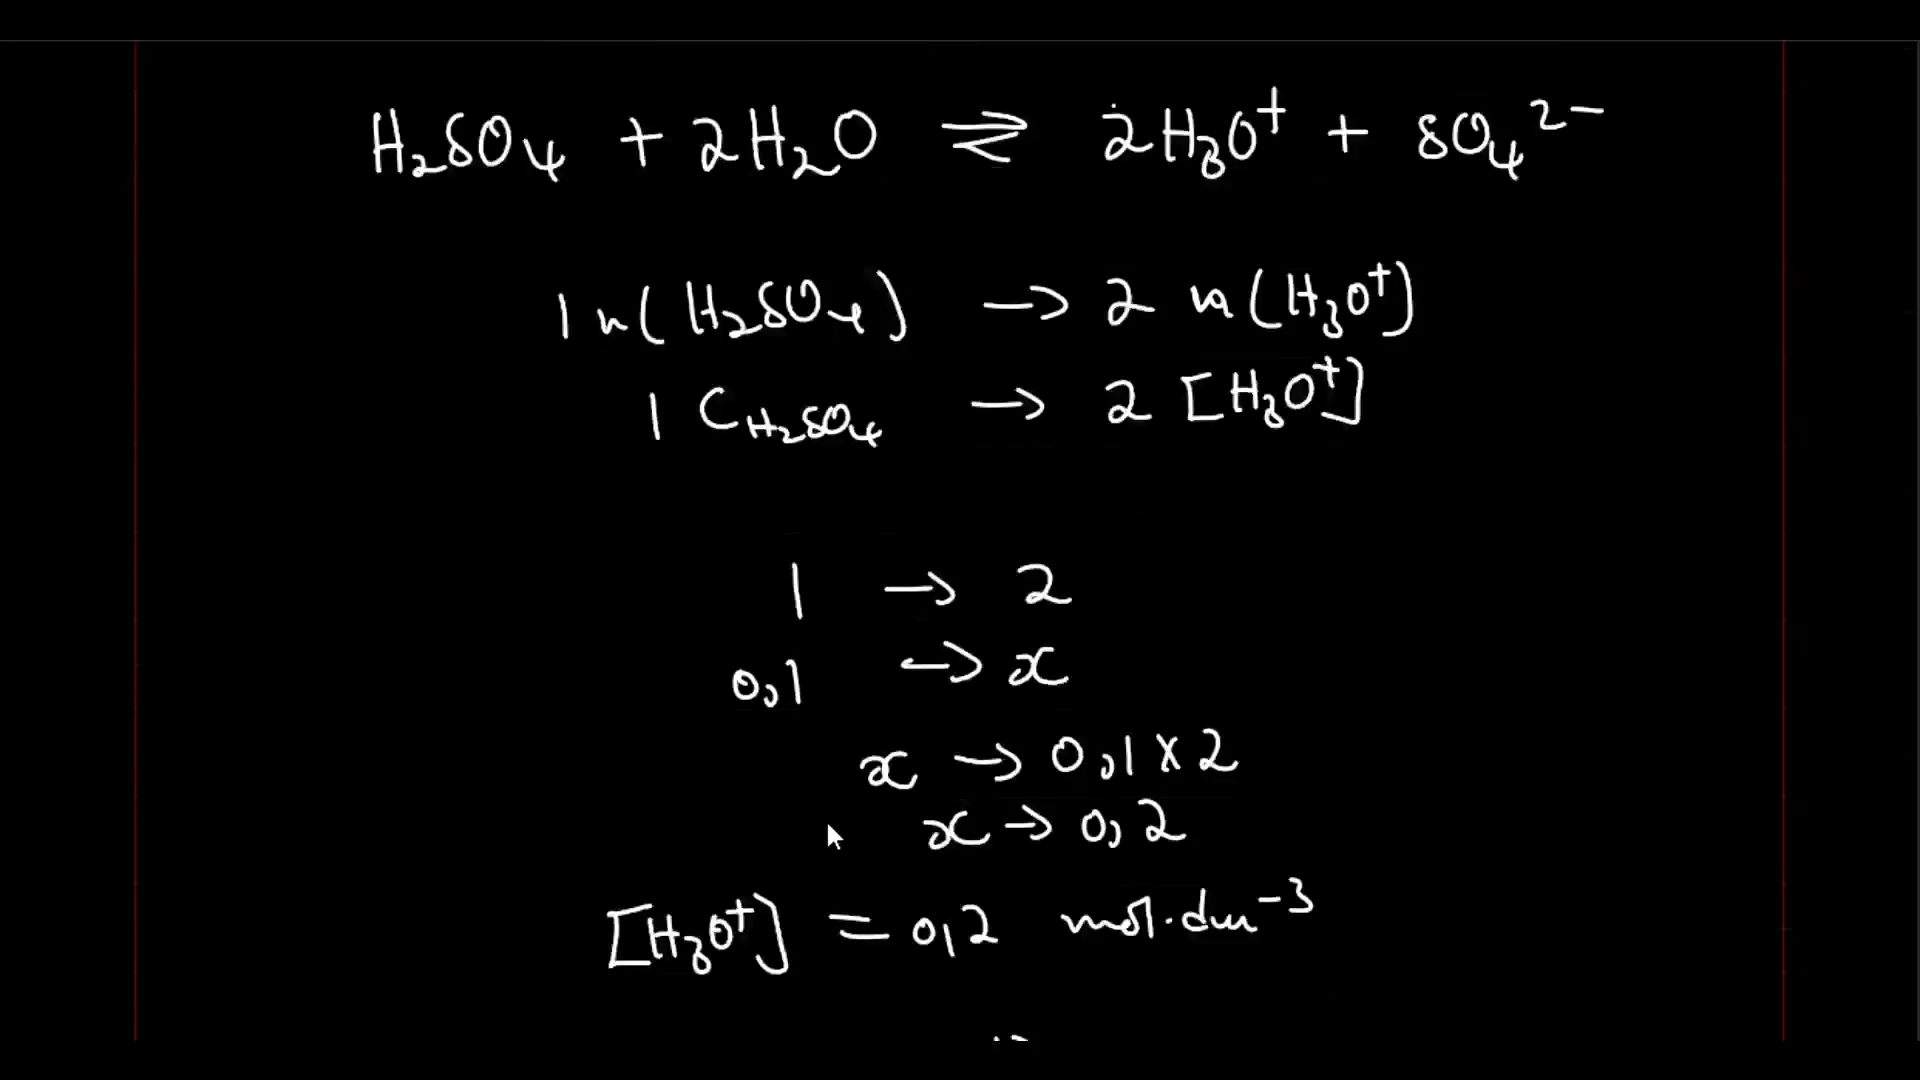 H₂SO₄ + 2H₂O ⇌ 2H₃O⁺ + SO₄²⁻
1 n(H₂SO₄) → 2 n(H₃O⁺)
1 C_H₂SO₄ → 2 [H₃O⁺]
1 → 2
0,1 → x
x → 0,1 × 2
x → 0,2
[H₃O⁺] = 0,2 mol·dm⁻³